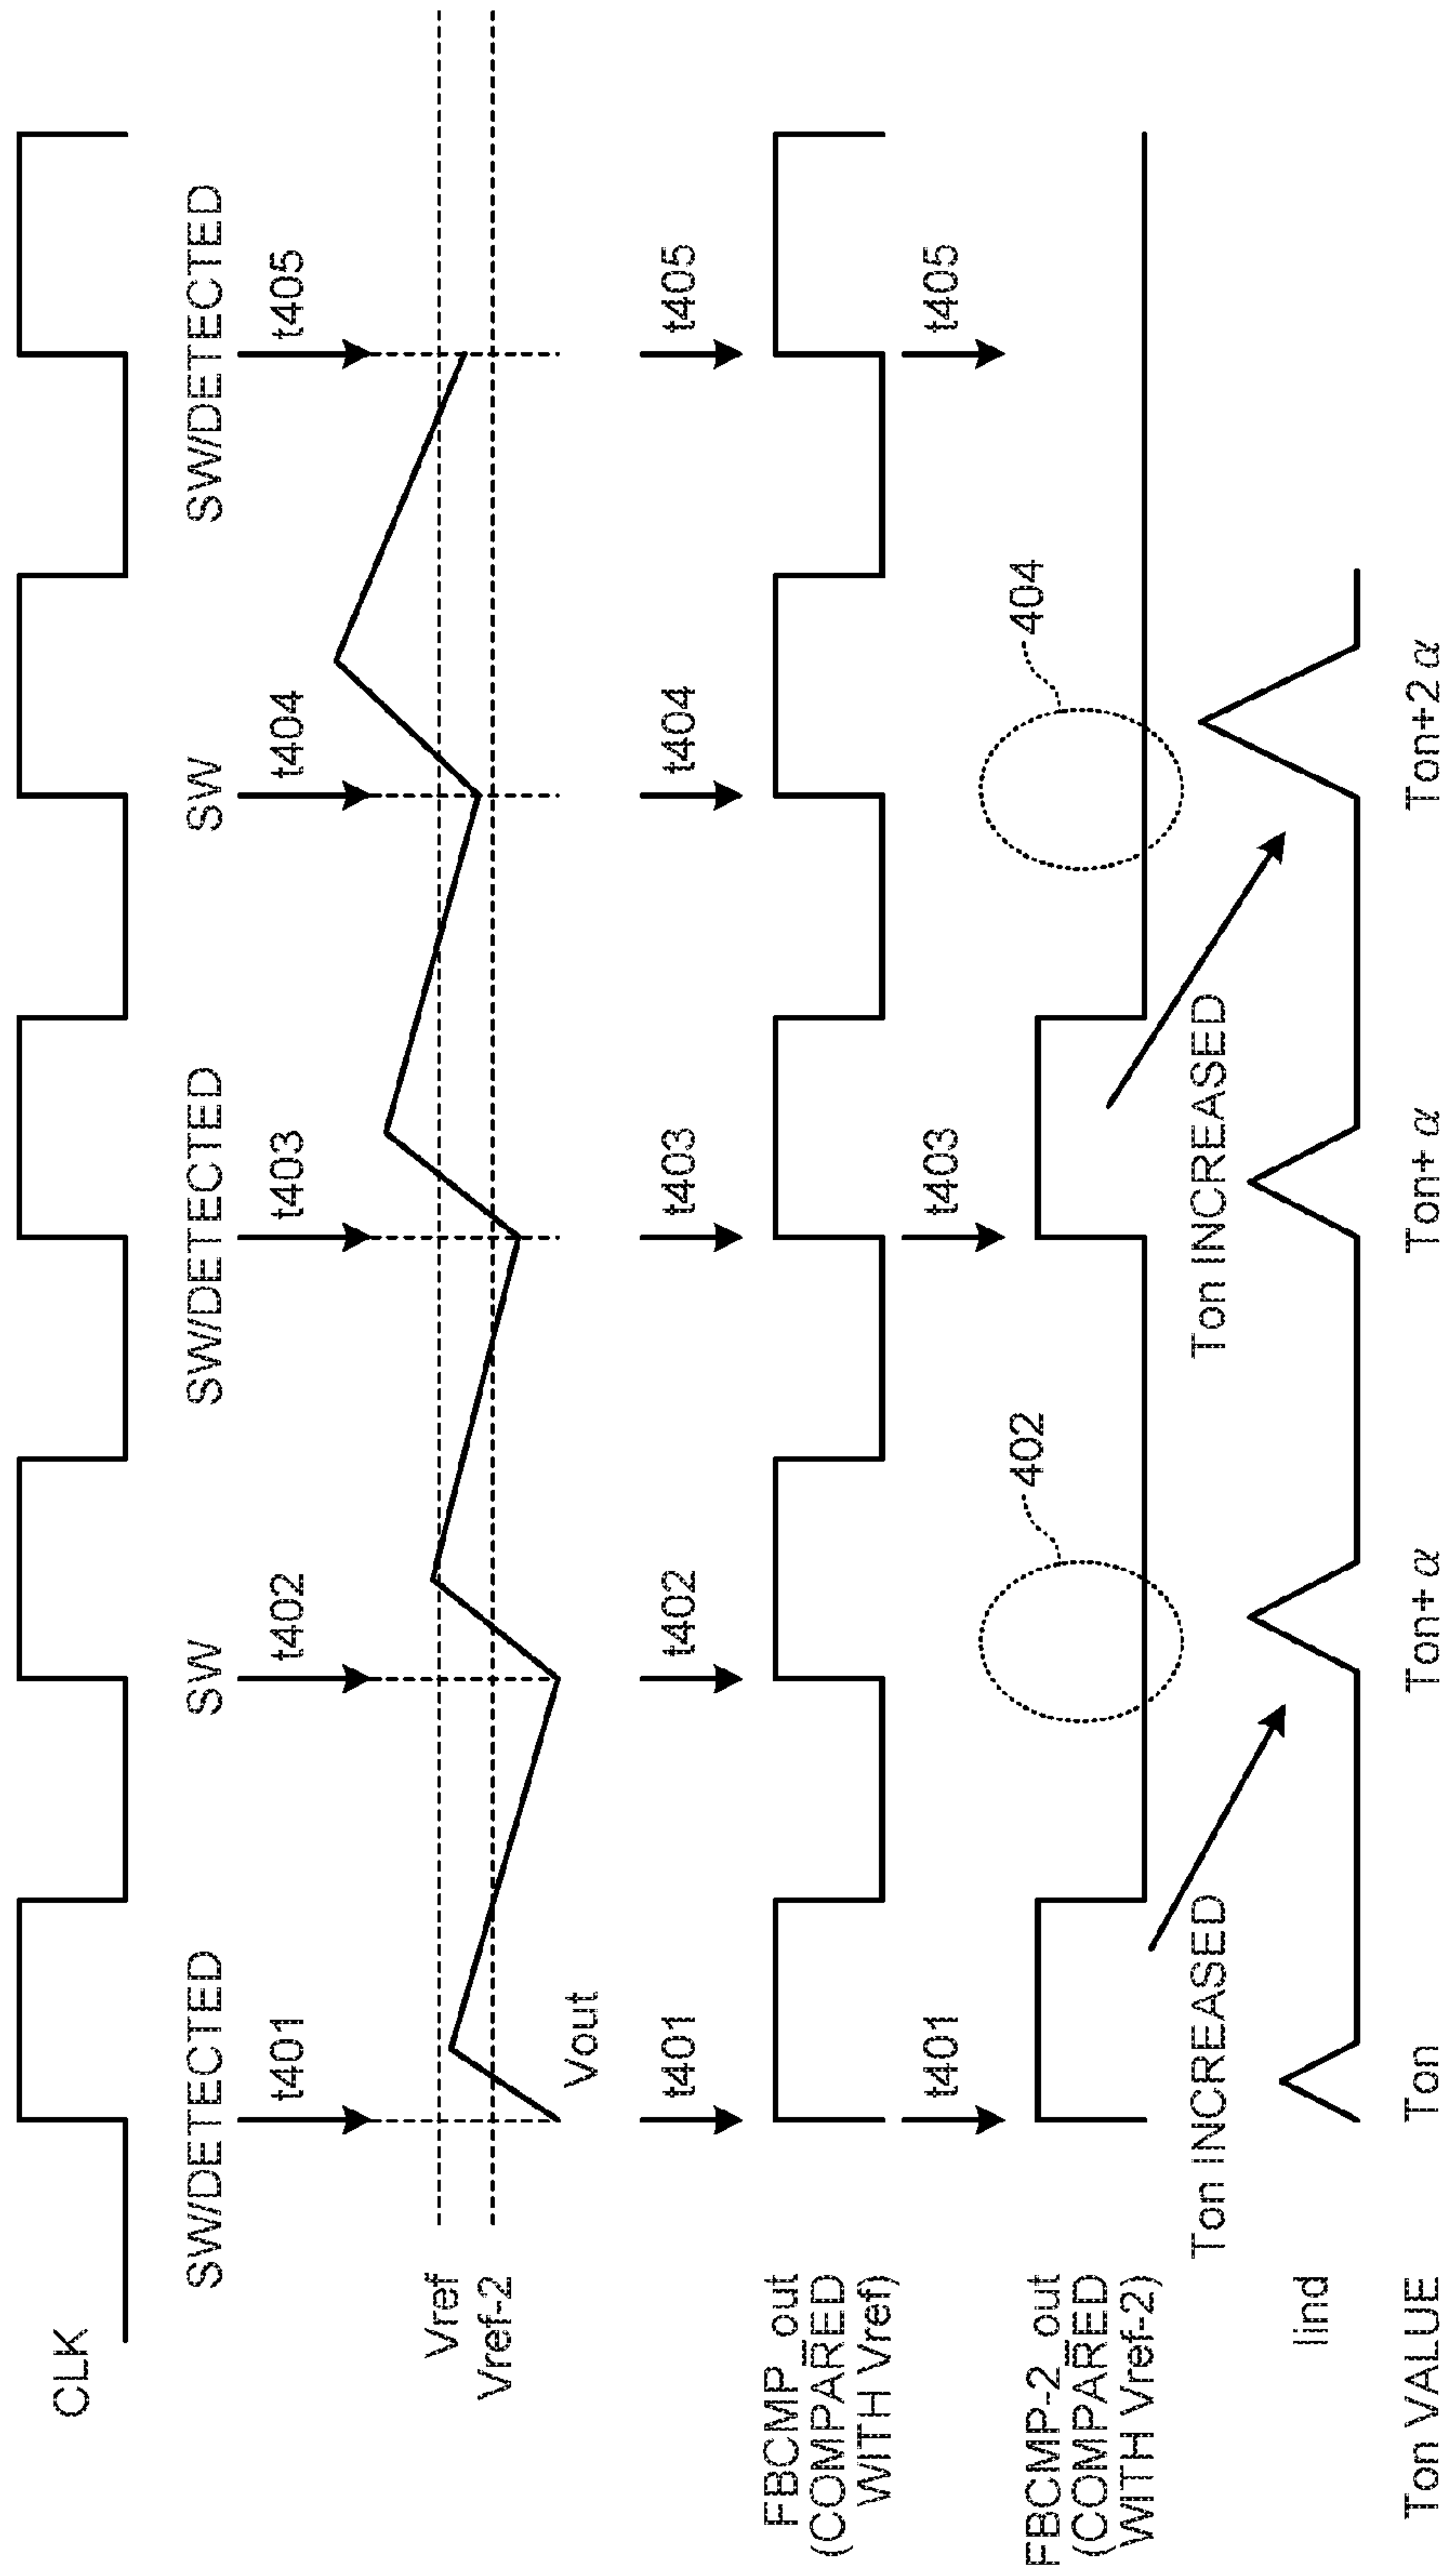 CLK
SW/DETECTED
SW
SW/DETECTED
SW
SW/DETECTED
t401
t402
t403
t404
t405
Vref
Vref-2
Vout
t401
t402
t403
t404
t405
FBCMP_out
(COMPARED
WITH Vref)
t401
t403
t405
402
404
FBCMP-2_out
(COMPARED
WITH Vref-2)
Ton INCREASED
Ton INCREASED
Iind
Ton VALUE
Ton
Ton+α
Ton+α
Ton+2α